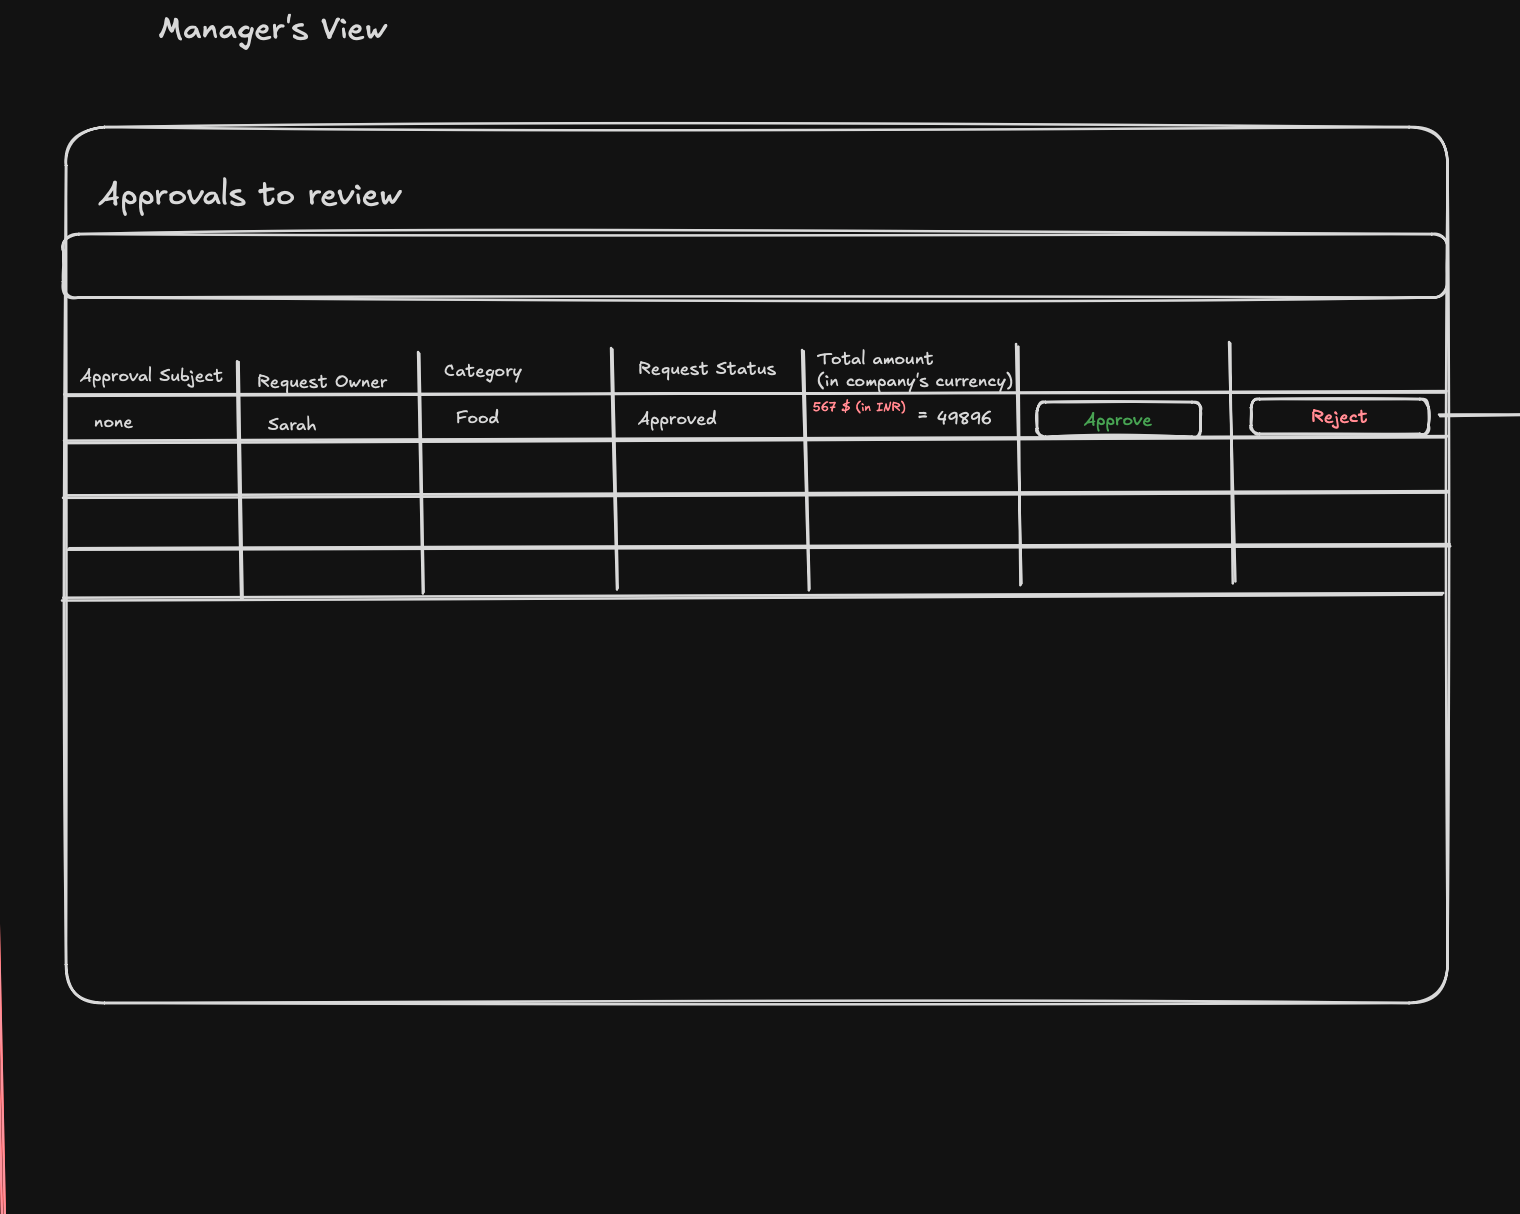 Manager's View
Approvals to review
Approval Subject
Request Owner
Category
Request Status
Total amount
(in company's currency)
none
Sarah
Food
Approved
567 $ (in INR)
= 49896
Approve
Reject